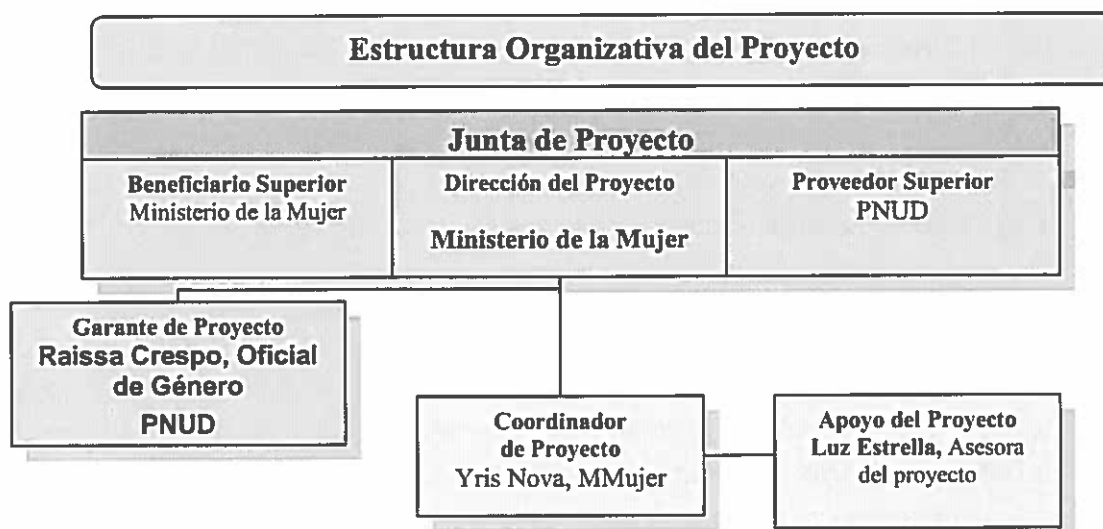 Estructura Organizativa del Proyecto
Junta de Proyecto
Beneficiario Superior
Ministerio de la Mujer
Dirección del Proyecto
Ministerio de la Mujer
Proveedor Superior
PNUD
Garante de Proyecto
Raissa Crespo, Oficial
de Género
PNUD
Coordinador
de Proyecto
Yris Nova, MMujer
Apoyo del Proyecto
Luz Estrella, Asesora
del proyecto